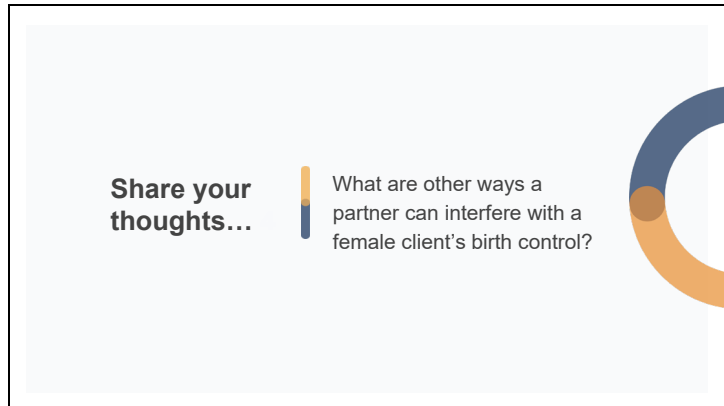 Share your
thoughts…
What are other ways a
partner can interfere with a
female client’s birth control?